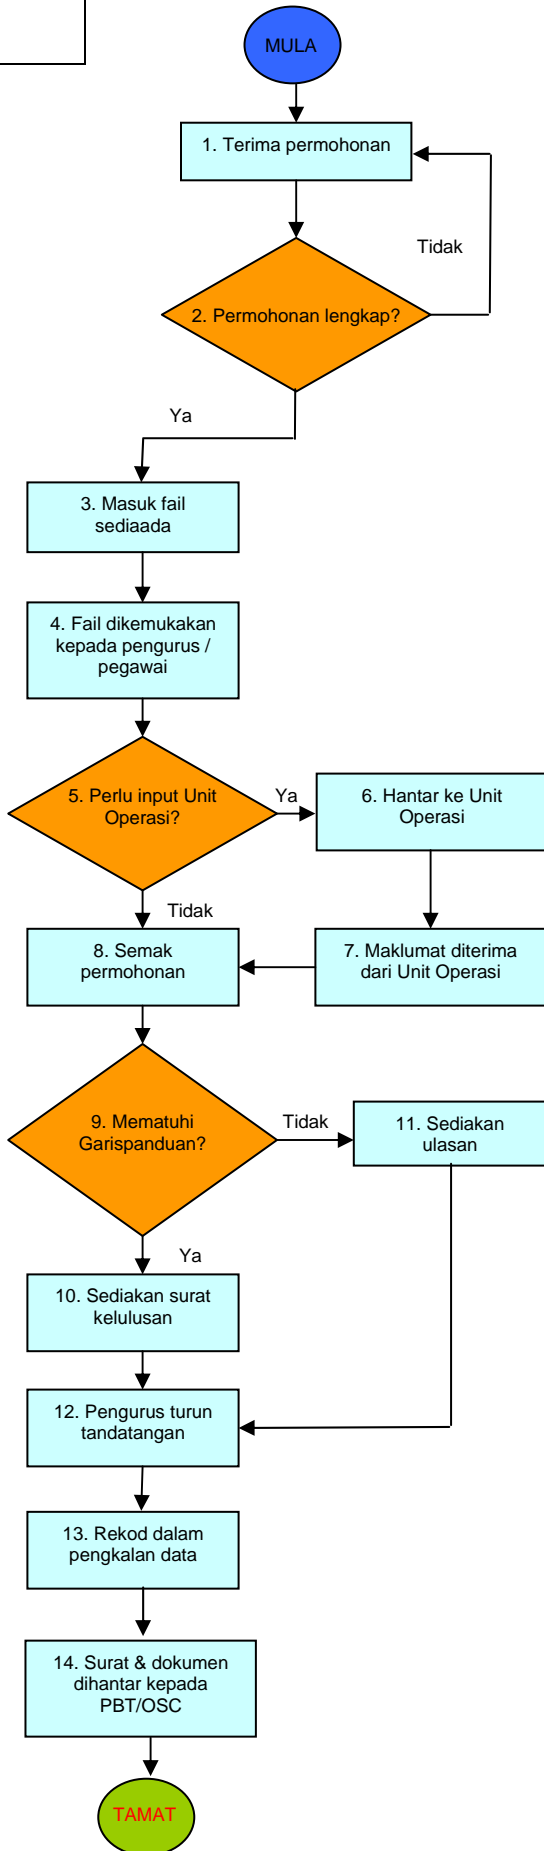 MULA
1. Terima permohonan
Tidak
2. Permohonan lengkap?
Ya
3. Masuk fail
sediaada
4. Fail dikemukakan
kepada pengurus /
pegawai
5. Perlu input Unit
Operasi?
Ya
6. Hantar ke Unit
Operasi
Tidak
8. Semak
permohonan
7. Maklumat diterima
dari Unit Operasi
9. Mematuhi
Garispanduan?
Tidak
11. Sediakan
ulasan
Ya
10. Sediakan surat
kelulusan
12. Pengurus turun
tandatangan
13. Rekod dalam
pengkalan data
14. Surat & dokumen
dihantar kepada
PBT/OSC
TAMAT